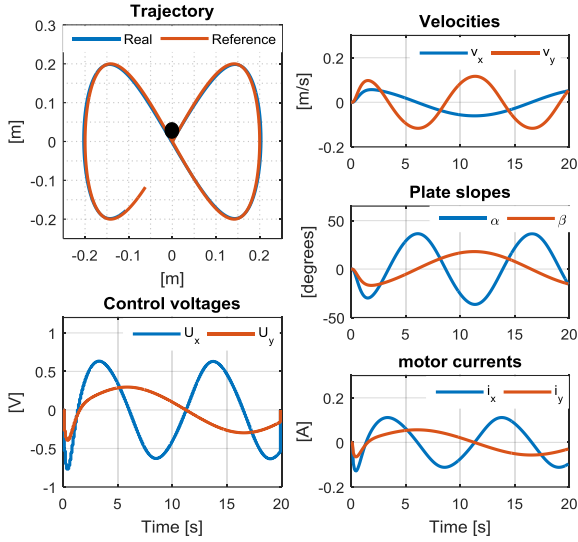 Trajectory
Real Reference
0.3
0.2
0.1
0
-0.1
-0.2
[m]
-0.2 -0.1 0 0.1 0.2
[m]
Velocities
v_x v_y
0.2
0
-0.2
[m/s]
0 5 10 15 20
Plate slopes
α β
50
0
-50
[degrees]
0 5 10 15 20
Control voltages
U_x U_y
1
0.5
0
-0.5
-1
[V]
0 5 10 15 20
Time [s]
motor currents
i_x i_y
0.2
0
-0.2
[A]
0 5 10 15 20
Time [s]